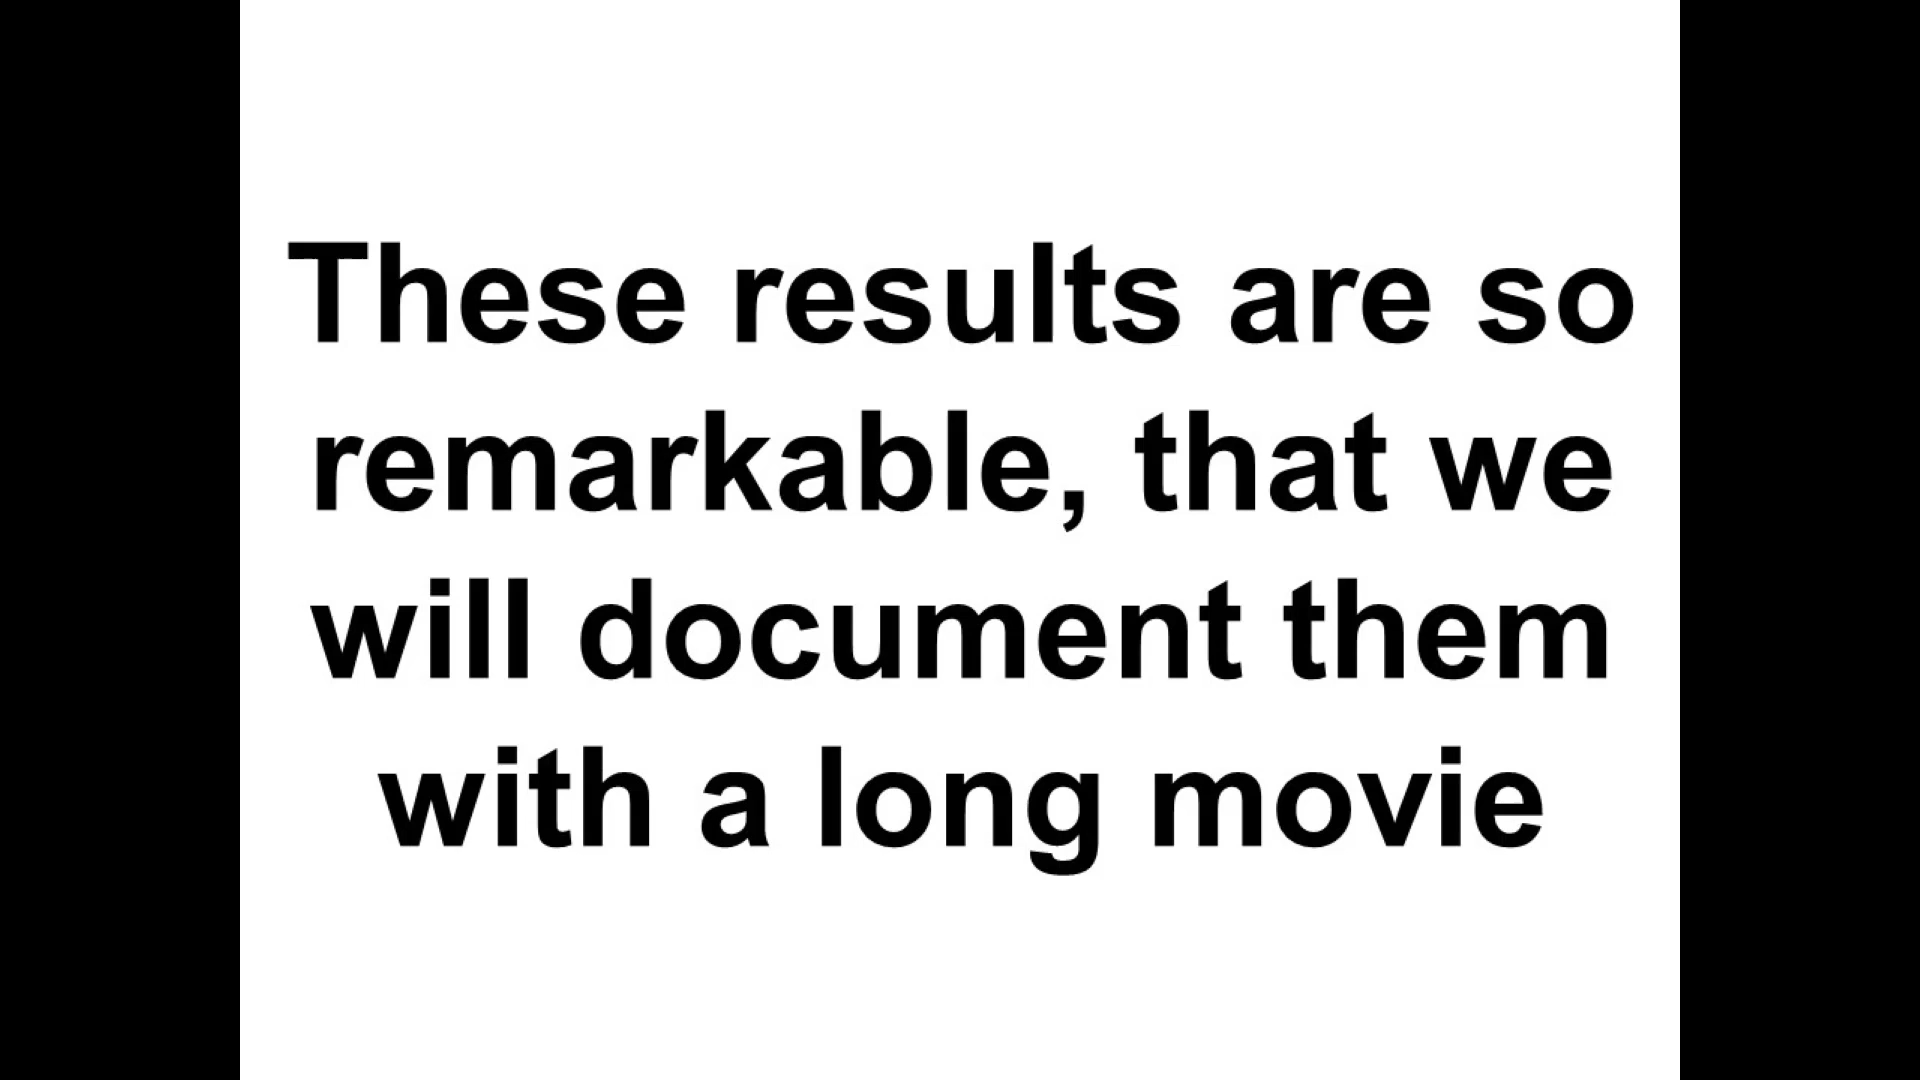 These results are so
remarkable, that we
will document them
with a long movie